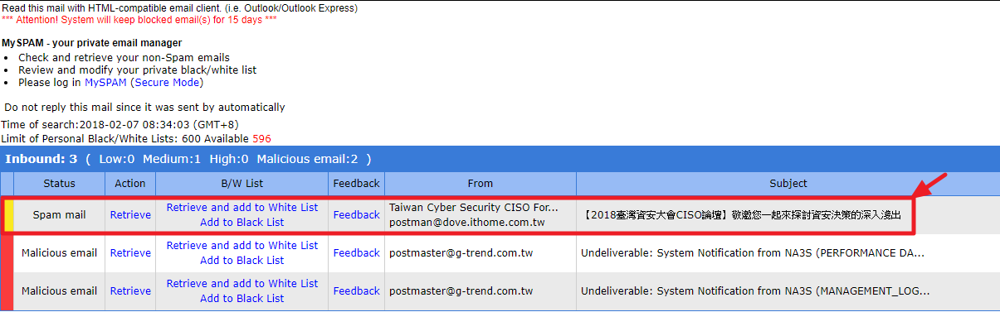 Read this mail with HTML-compatible email client. (i.e. Outlook/Outlook Express)
*** Attention! System will keep blocked email(s) for 15 days ***
MySPAM - your private email manager
• Check and retrieve your non-Spam emails
• Review and modify your private black/white list
• Please log in MySPAM (Secure Mode)
Do not reply this mail since it was sent by automatically
Time of search:2018-02-07 08:34:03 (GMT+8)
Limit of Personal Black/White Lists: 600 Available 596
Inbound: 3 ( Low:0 Medium:1 High:0 Malicious email:2 )
Status Action B/W List Feedback From Subject
Spam mail Retrieve Retrieve and add to White List Add to Black List Feedback Taiwan Cyber Security CISO For... postman@dove.ithome.com.tw 【2018臺灣資安大會CISO論壇】敬邀您一起來探討資安決策的深入淺出
Malicious email Retrieve Retrieve and add to White List Add to Black List Feedback postmaster@g-trend.com.tw Undeliverable: System Notification from NA3S (PERFORMANCE DA...
Malicious email Retrieve Retrieve and add to White List Add to Black List Feedback postmaster@g-trend.com.tw Undeliverable: System Notification from NA3S (MANAGEMENT_LOG...